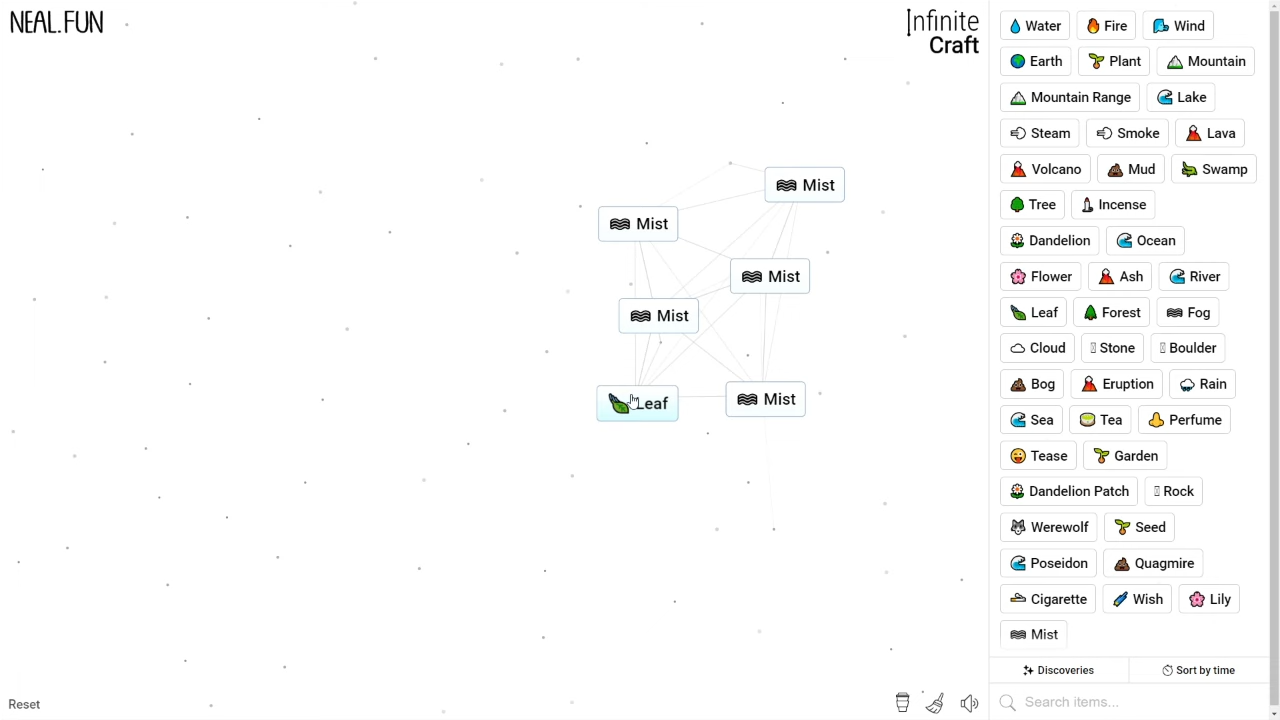 NEAL.FUN
Infinite
Craft
Mist
Mist
Mist
Mist
Leaf
Mist
Reset
Water Fire Wind
Earth Plant Mountain
Mountain Range Lake
Steam Smoke Lava
Volcano Mud Swamp
Tree Incense
Dandelion Ocean
Flower Ash River
Leaf Forest Fog
Cloud Stone Boulder
Bog Eruption Rain
Sea Tea Perfume
Tease Garden
Dandelion Patch Rock
Werewolf Seed
Poseidon Quagmire
Cigarette Wish Lily
Mist
Discoveries Sort by time
Search items...